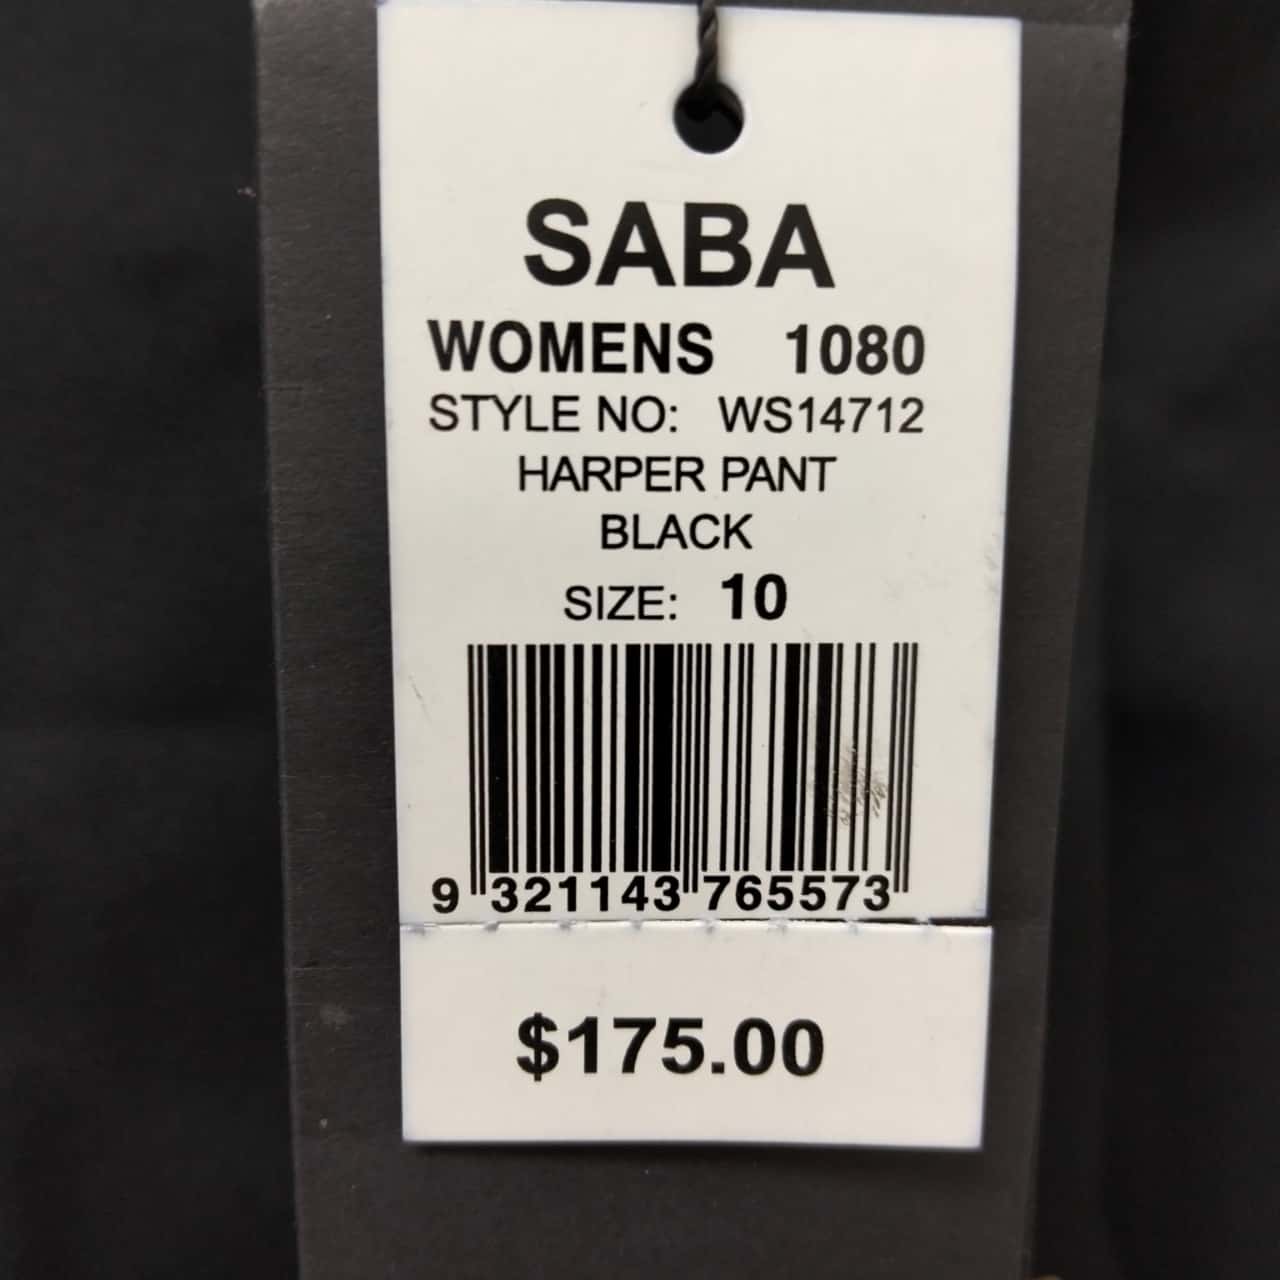 SABA
WOMENS 1080
STYLE NO: WS14712
HARPER PANT
BLACK
SIZE: 10
9 321143 765573
$175.00